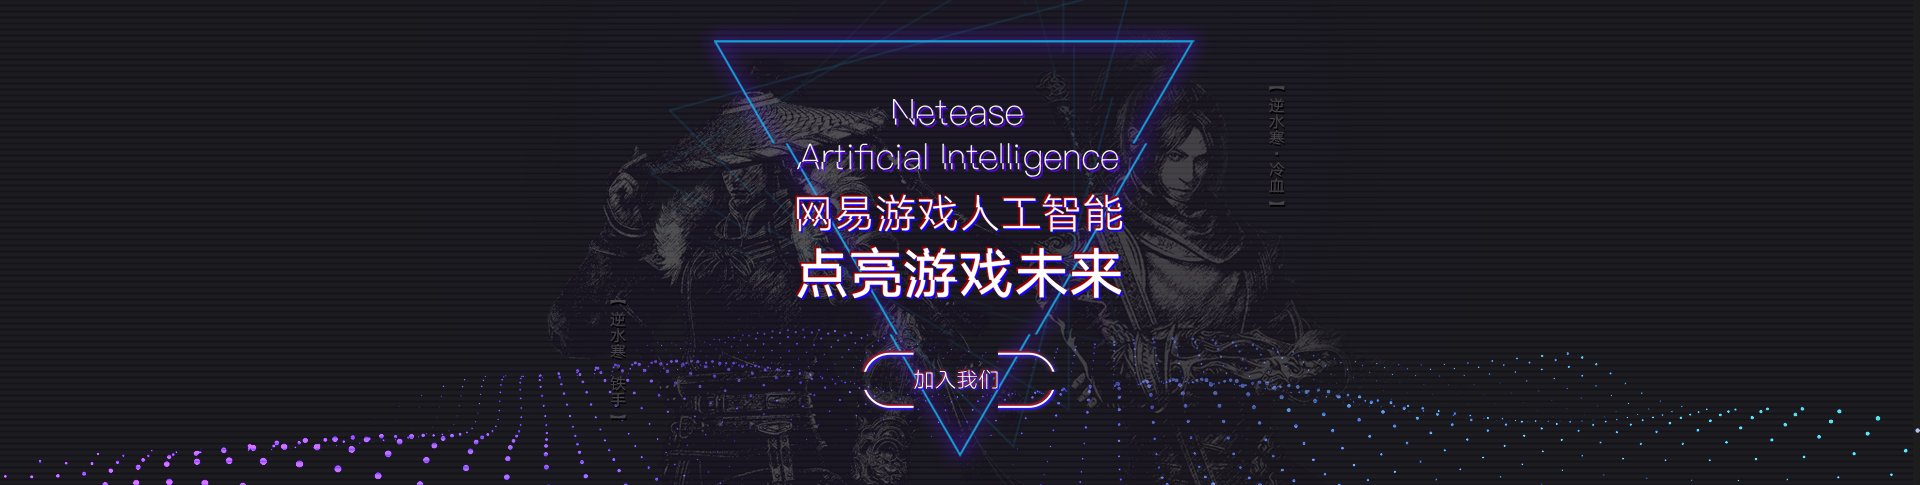 Netease
Artificial Intelligence
网易游戏人工智能
点亮游戏未来
加入我们
【逆水寒·冷血】
【逆水寒·铁手】